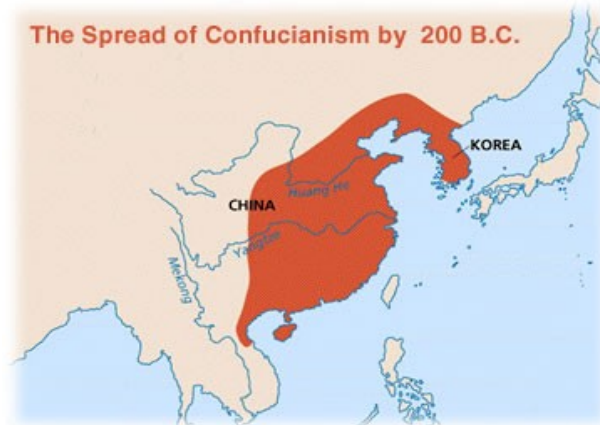 The Spread of Confucianism by 200 B.C.
KOREA
Huang He
CHINA
Yangtze
Mekong